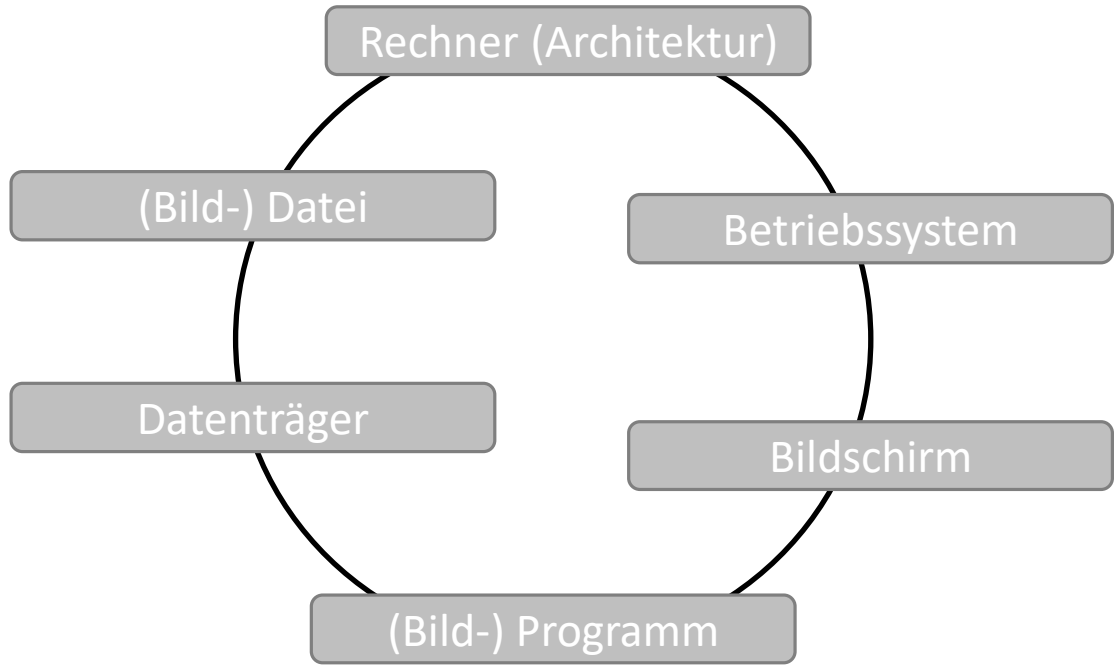 Rechner (Architektur)
(Bild-) Datei
Betriebssystem
Datenträger
Bildschirm
(Bild-) Programm